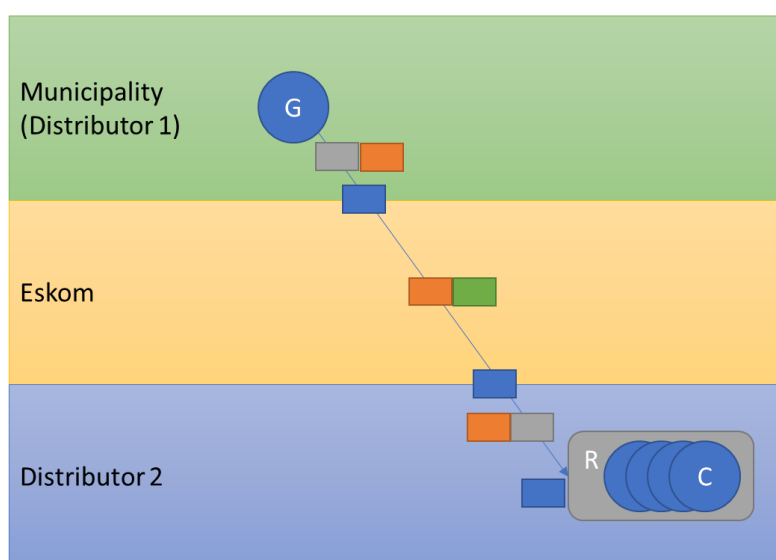 Municipality
(Distributor 1)
G
Eskom
Distributor 2
R
C